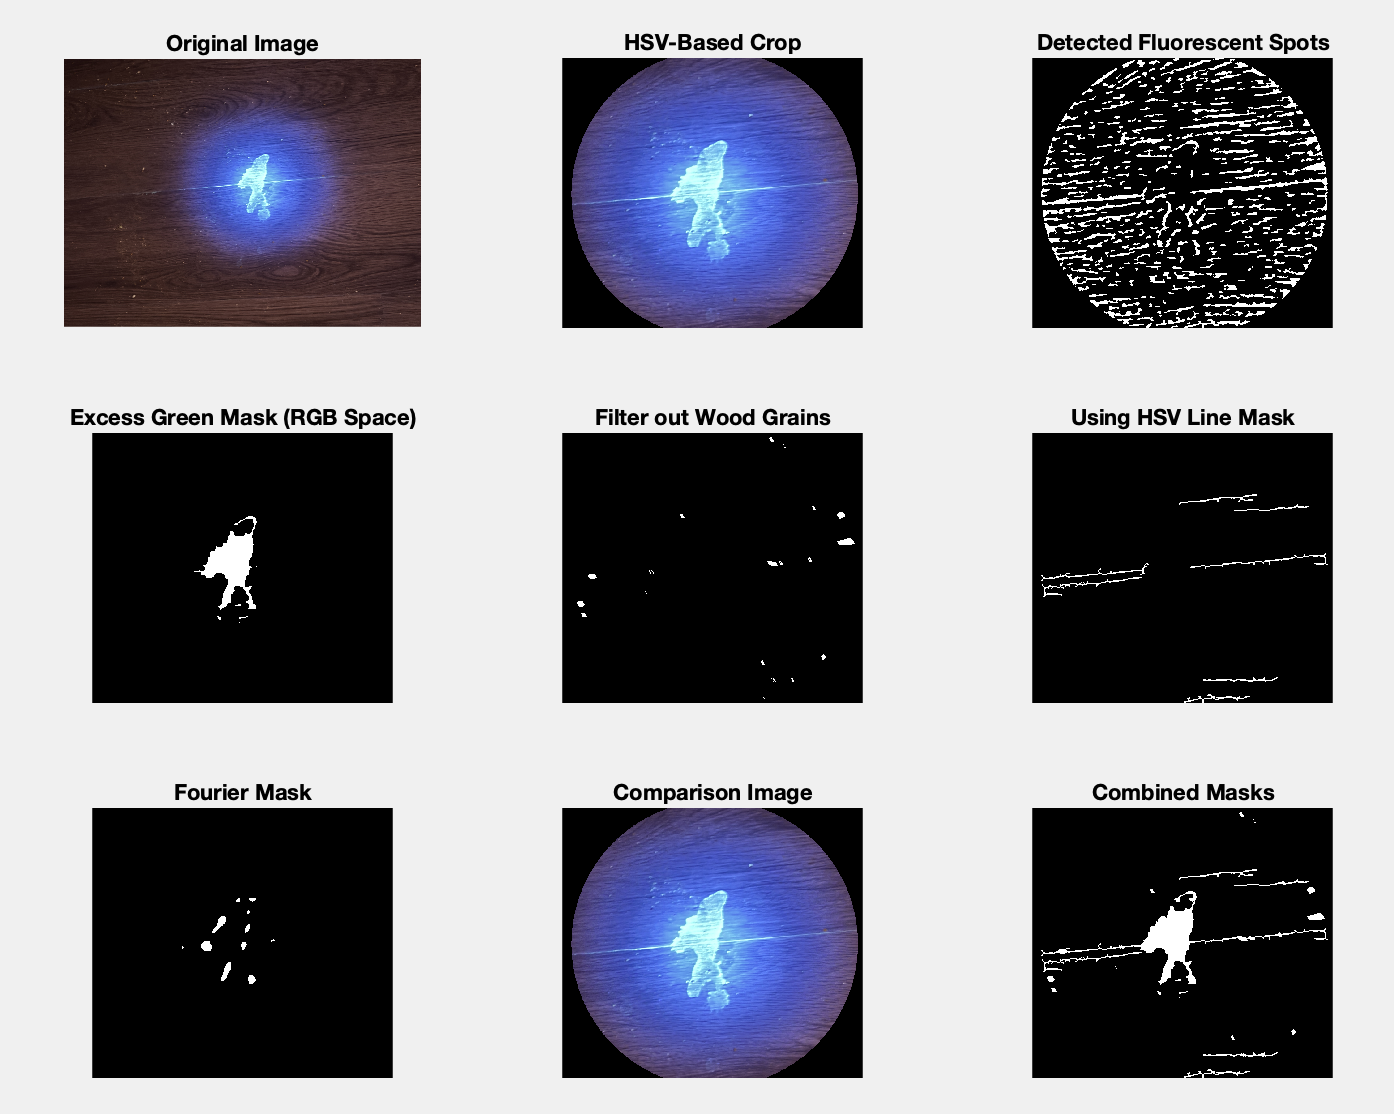 Original Image
HSV-Based Crop
Detected Fluorescent Spots
Excess Green Mask (RGB Space)
Filter out Wood Grains
Using HSV Line Mask
Fourier Mask
Comparison Image
Combined Masks